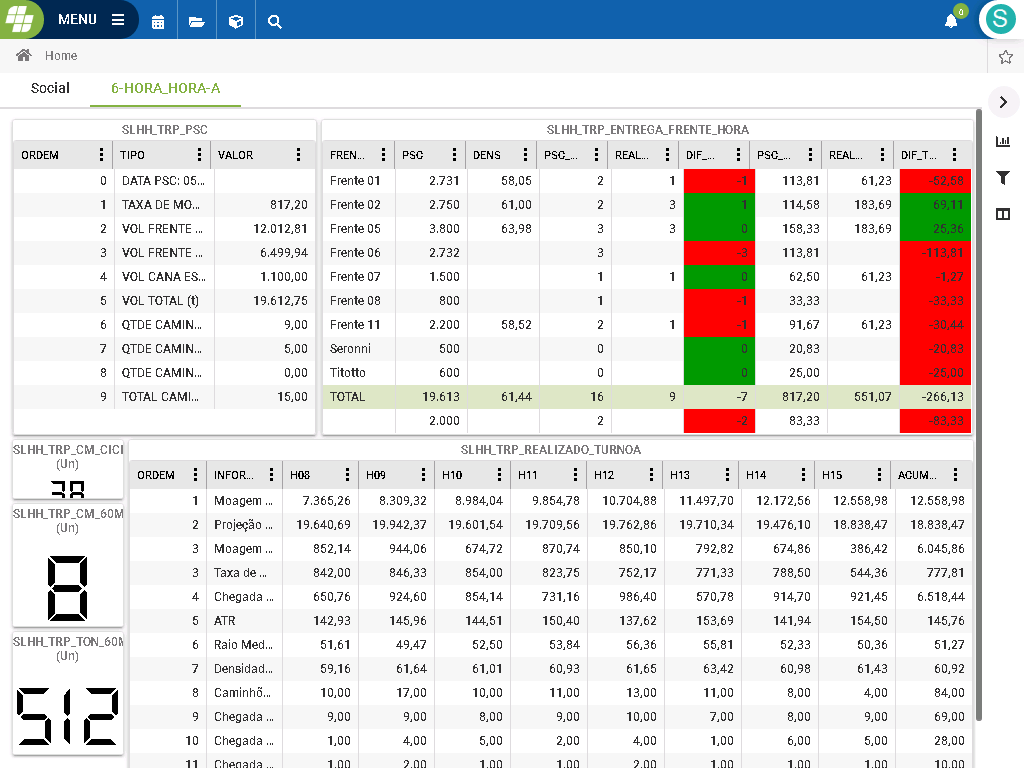 MENU
0
S
Home
Social 6-HORA_HORA-A
SLHH_TRP_PSC
ORDEM TIPO VALOR
0 DATA PSC: 05...
1 TAXA DE MO... 817,20
2 VOL FRENTE ... 12.012,81
3 VOL FRENTE ... 6.499,94
4 VOL CANA ES... 1.100,00
5 VOL TOTAL (t) 19.612,75
6 QTDE CAMIN... 9,00
7 QTDE CAMIN... 5,00
8 QTDE CAMIN... 0,00
9 TOTAL CAMI... 15,00
SLHH_TRP_ENTREGA_FRENTE_HORA
FREN... PSC DENS PSC_... REAL... DIF_... PSC_... REAL... DIF_T...
Frente 01 2.731 58,05 2 1 -1 113,81 61,23 -52,58
Frente 02 2.750 61,00 2 3 1 114,58 183,69 69,11
Frente 05 3.800 63,98 3 3 0 158,33 183,69 25,36
Frente 06 2.732 3 -3 113,81 -113,81
Frente 07 1.500 1 1 0 62,50 61,23 -1,27
Frente 08 800 1 -1 33,33 -33,33
Frente 11 2.200 58,52 2 1 -1 91,67 61,23 -30,44
Seronni 500 0 0 20,83 -20,83
Titotto 600 0 0 25,00 -25,00
TOTAL 19.613 61,44 16 9 -7 817,20 551,07 -266,13
2.000 2 -2 83,33 -83,33
SLHH_TRP_CM_CICI
(Un)
38
SLHH_TRP_CM_60M
(Un)
8
SLHH_TRP_TON_60M
(Un)
512
SLHH_TRP_REALIZADO_TURNOA
ORDEM INFOR... H08 H09 H10 H11 H12 H13 H14 H15 ACUM...
1 Moagem ... 7.365,26 8.309,32 8.984,04 9.854,78 10.704,88 11.497,70 12.172,56 12.558,98 12.558,98
2 Projeção ... 19.640,69 19.942,37 19.601,54 19.709,56 19.762,86 19.710,34 19.476,10 18.838,47 18.838,47
3 Moagem ... 852,14 944,06 674,72 870,74 850,10 792,82 674,86 386,42 6.045,86
3 Taxa de ... 842,00 846,33 854,00 823,75 752,17 771,33 788,50 544,36 777,81
4 Chegada ... 650,76 924,60 854,14 731,16 986,40 570,78 914,70 921,45 6.518,44
5 ATR 142,93 145,96 144,51 150,40 137,62 153,69 141,94 154,50 145,76
6 Raio Med... 51,61 49,47 52,50 53,84 56,36 55,81 52,33 50,36 51,27
7 Densidad... 59,16 61,64 61,01 60,93 61,65 63,42 60,98 61,43 60,92
8 Caminhõ... 10,00 17,00 10,00 11,00 13,00 11,00 8,00 4,00 84,00
9 Chegada ... 9,00 9,00 8,00 9,00 10,00 7,00 8,00 9,00 69,00
10 Chegada ... 1,00 4,00 5,00 2,00 4,00 1,00 6,00 5,00 28,00
11 Chegada ... 1,00 2,00 1,00 1,00 2,00 1,00 1,00 1,00 10,00